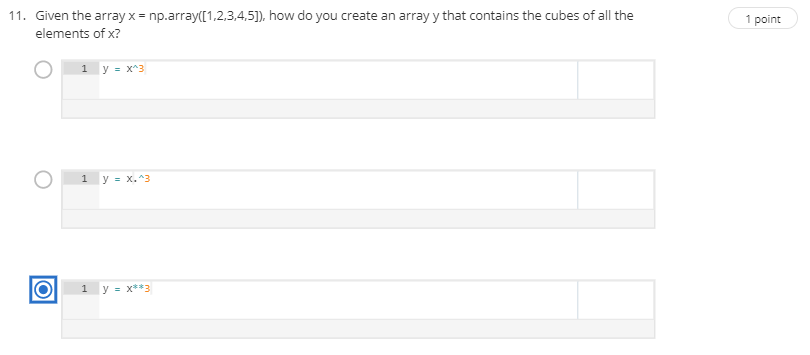 11. Given the array x = np.array([1,2,3,4,5]), how do you create an array y that contains the cubes of all the
elements of x?
1 point
1 y = x^3
1 y = x.^3
1 y = x**3